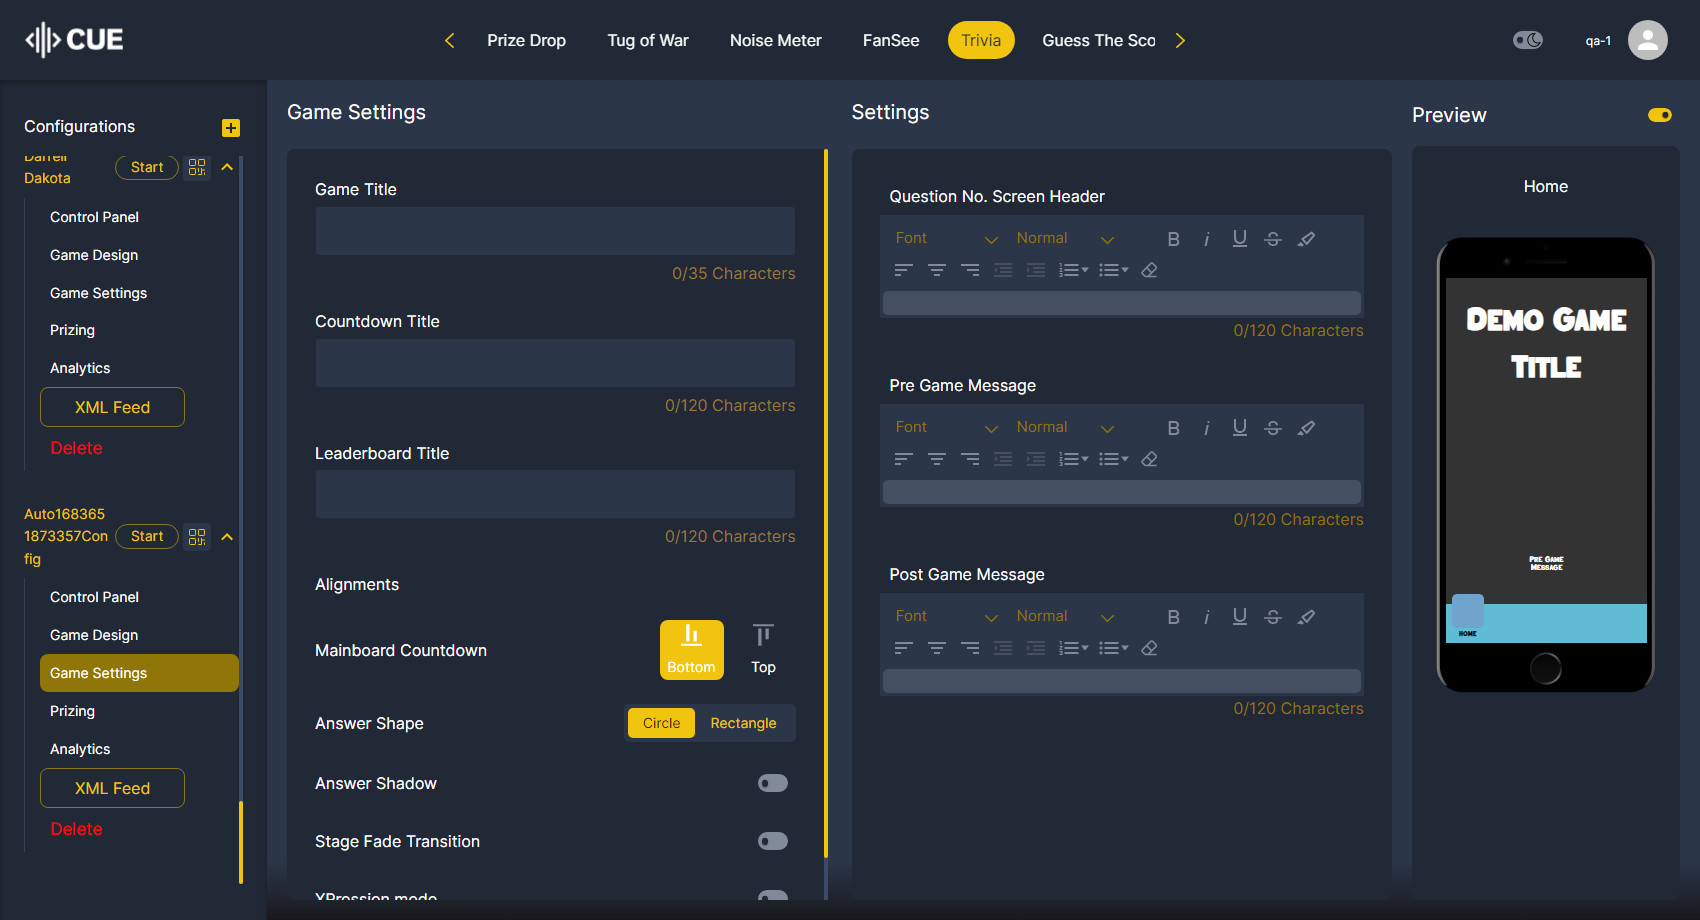 CUE
Prize Drop
Tug of War
Noise Meter
FanSee
Trivia
Guess The Sco
qa-1
Configurations
Darrell
Dakota
Start
Control Panel
Game Design
Game Settings
Prizing
Analytics
XML Feed
Delete
Auto168365
1873357Con
fig
Start
Control Panel
Game Design
Game Settings
Prizing
Analytics
XML Feed
Delete
Game Settings
Game Title
0/35 Characters
Countdown Title
0/120 Characters
Leaderboard Title
0/120 Characters
Alignments
Mainboard Countdown
Bottom
Top
Answer Shape
Circle
Rectangle
Answer Shadow
Stage Fade Transition
XPression mode
Settings
Question No. Screen Header
Font
Normal
B i U S
0/120 Characters
Pre Game Message
Font
Normal
B i U S
0/120 Characters
Post Game Message
Font
Normal
B i U S
0/120 Characters
Preview
Home
Demo Game
Title
Pre Game
Message
Home